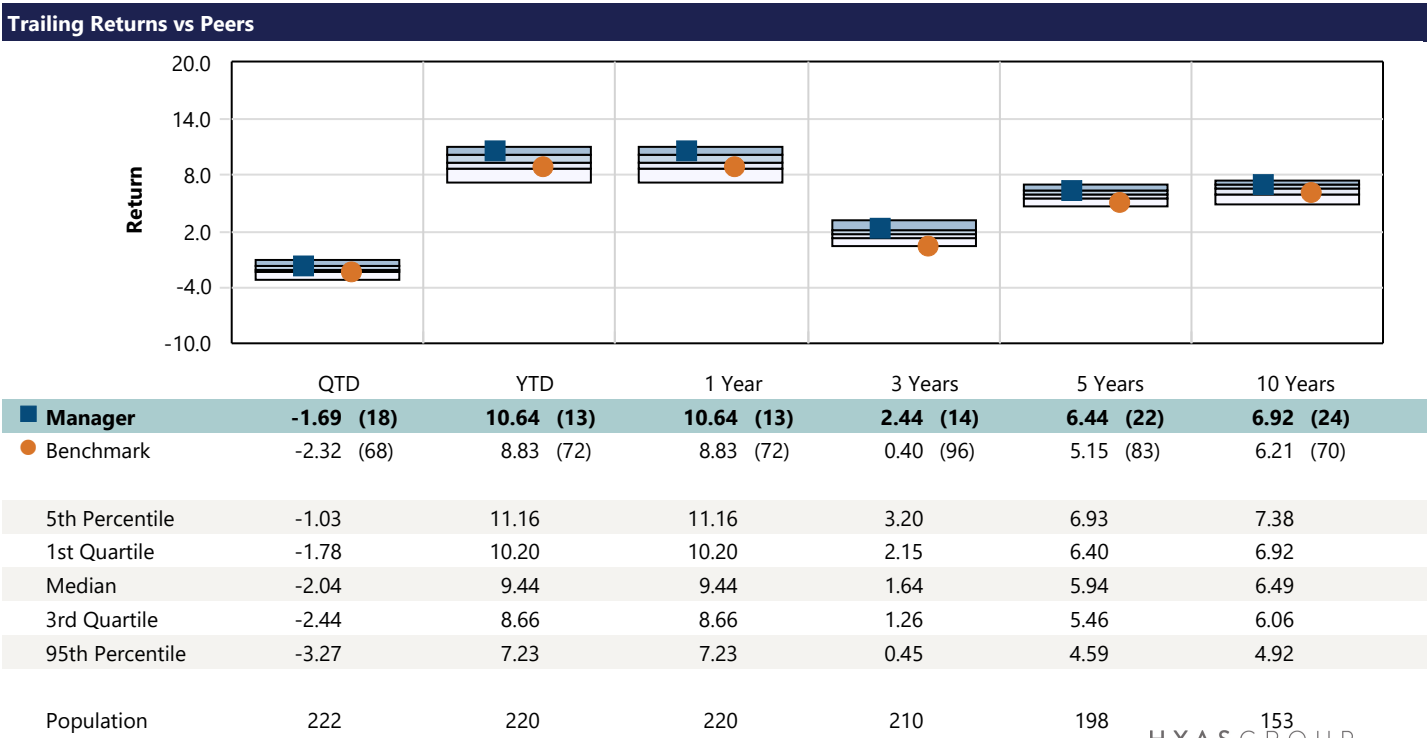 Trailing Returns vs Peers
20.0
14.0
8.0
2.0
-4.0
-10.0
Return
QTD YTD 1 Year 3 Years 5 Years 10 Years
Manager -1.69 (18) 10.64 (13) 10.64 (13) 2.44 (14) 6.44 (22) 6.92 (24)
Benchmark -2.32 (68) 8.83 (72) 8.83 (72) 0.40 (96) 5.15 (83) 6.21 (70)
5th Percentile -1.03 11.16 11.16 3.20 6.93 7.38
1st Quartile -1.78 10.20 10.20 2.15 6.40 6.92
Median -2.04 9.44 9.44 1.64 5.94 6.49
3rd Quartile -2.44 8.66 8.66 1.26 5.46 6.06
95th Percentile -3.27 7.23 7.23 0.45 4.59 4.92
Population 222 220 220 210 198 153
HYASGROUP